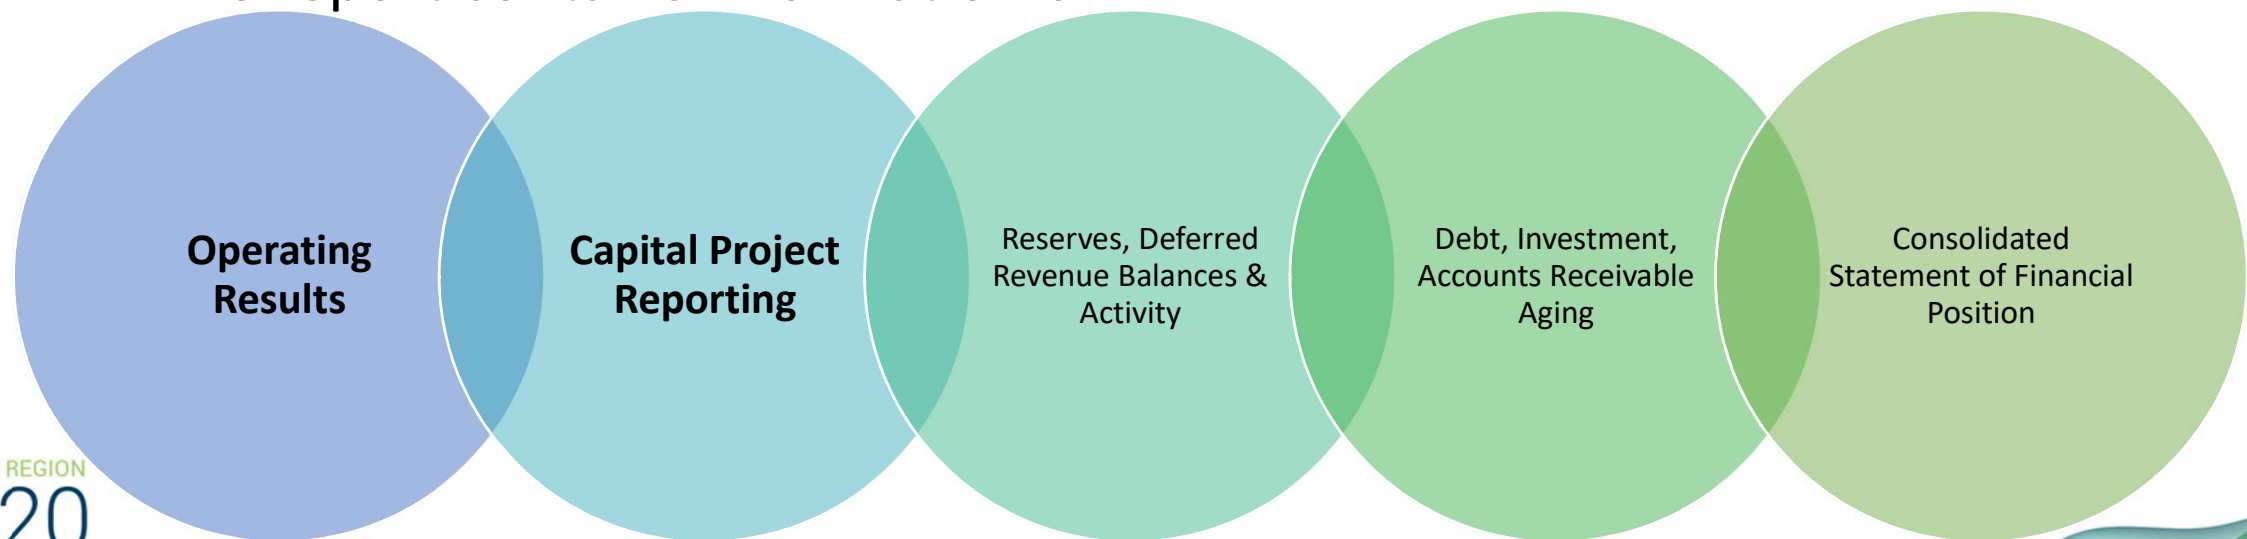 Operating
Results
Capital Project
Reporting
Reserves, Deferred
Revenue Balances &
Activity
Debt, Investment,
Accounts Receivable
Aging
Consolidated
Statement of Financial
Position
REGION
20